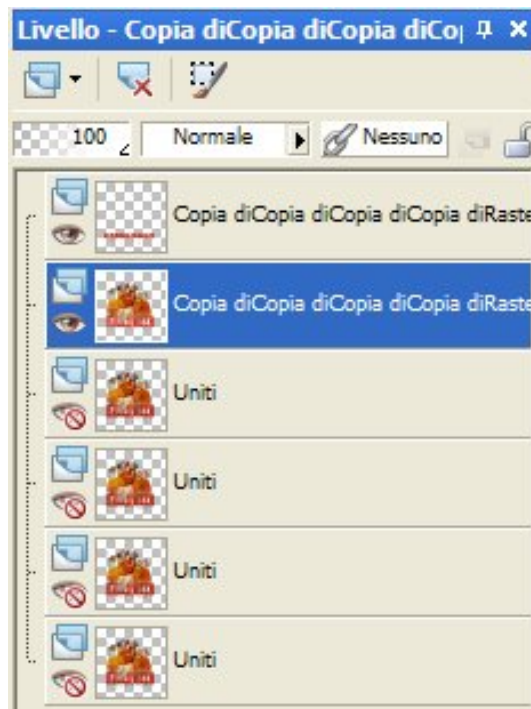 Livello - Copia diCopia diCopia diCo
100 Normale Nessuno
Copia diCopia diCopia diCopia diRaste
Copia diCopia diCopia diCopia diRaste
Uniti
Uniti
Uniti
Uniti